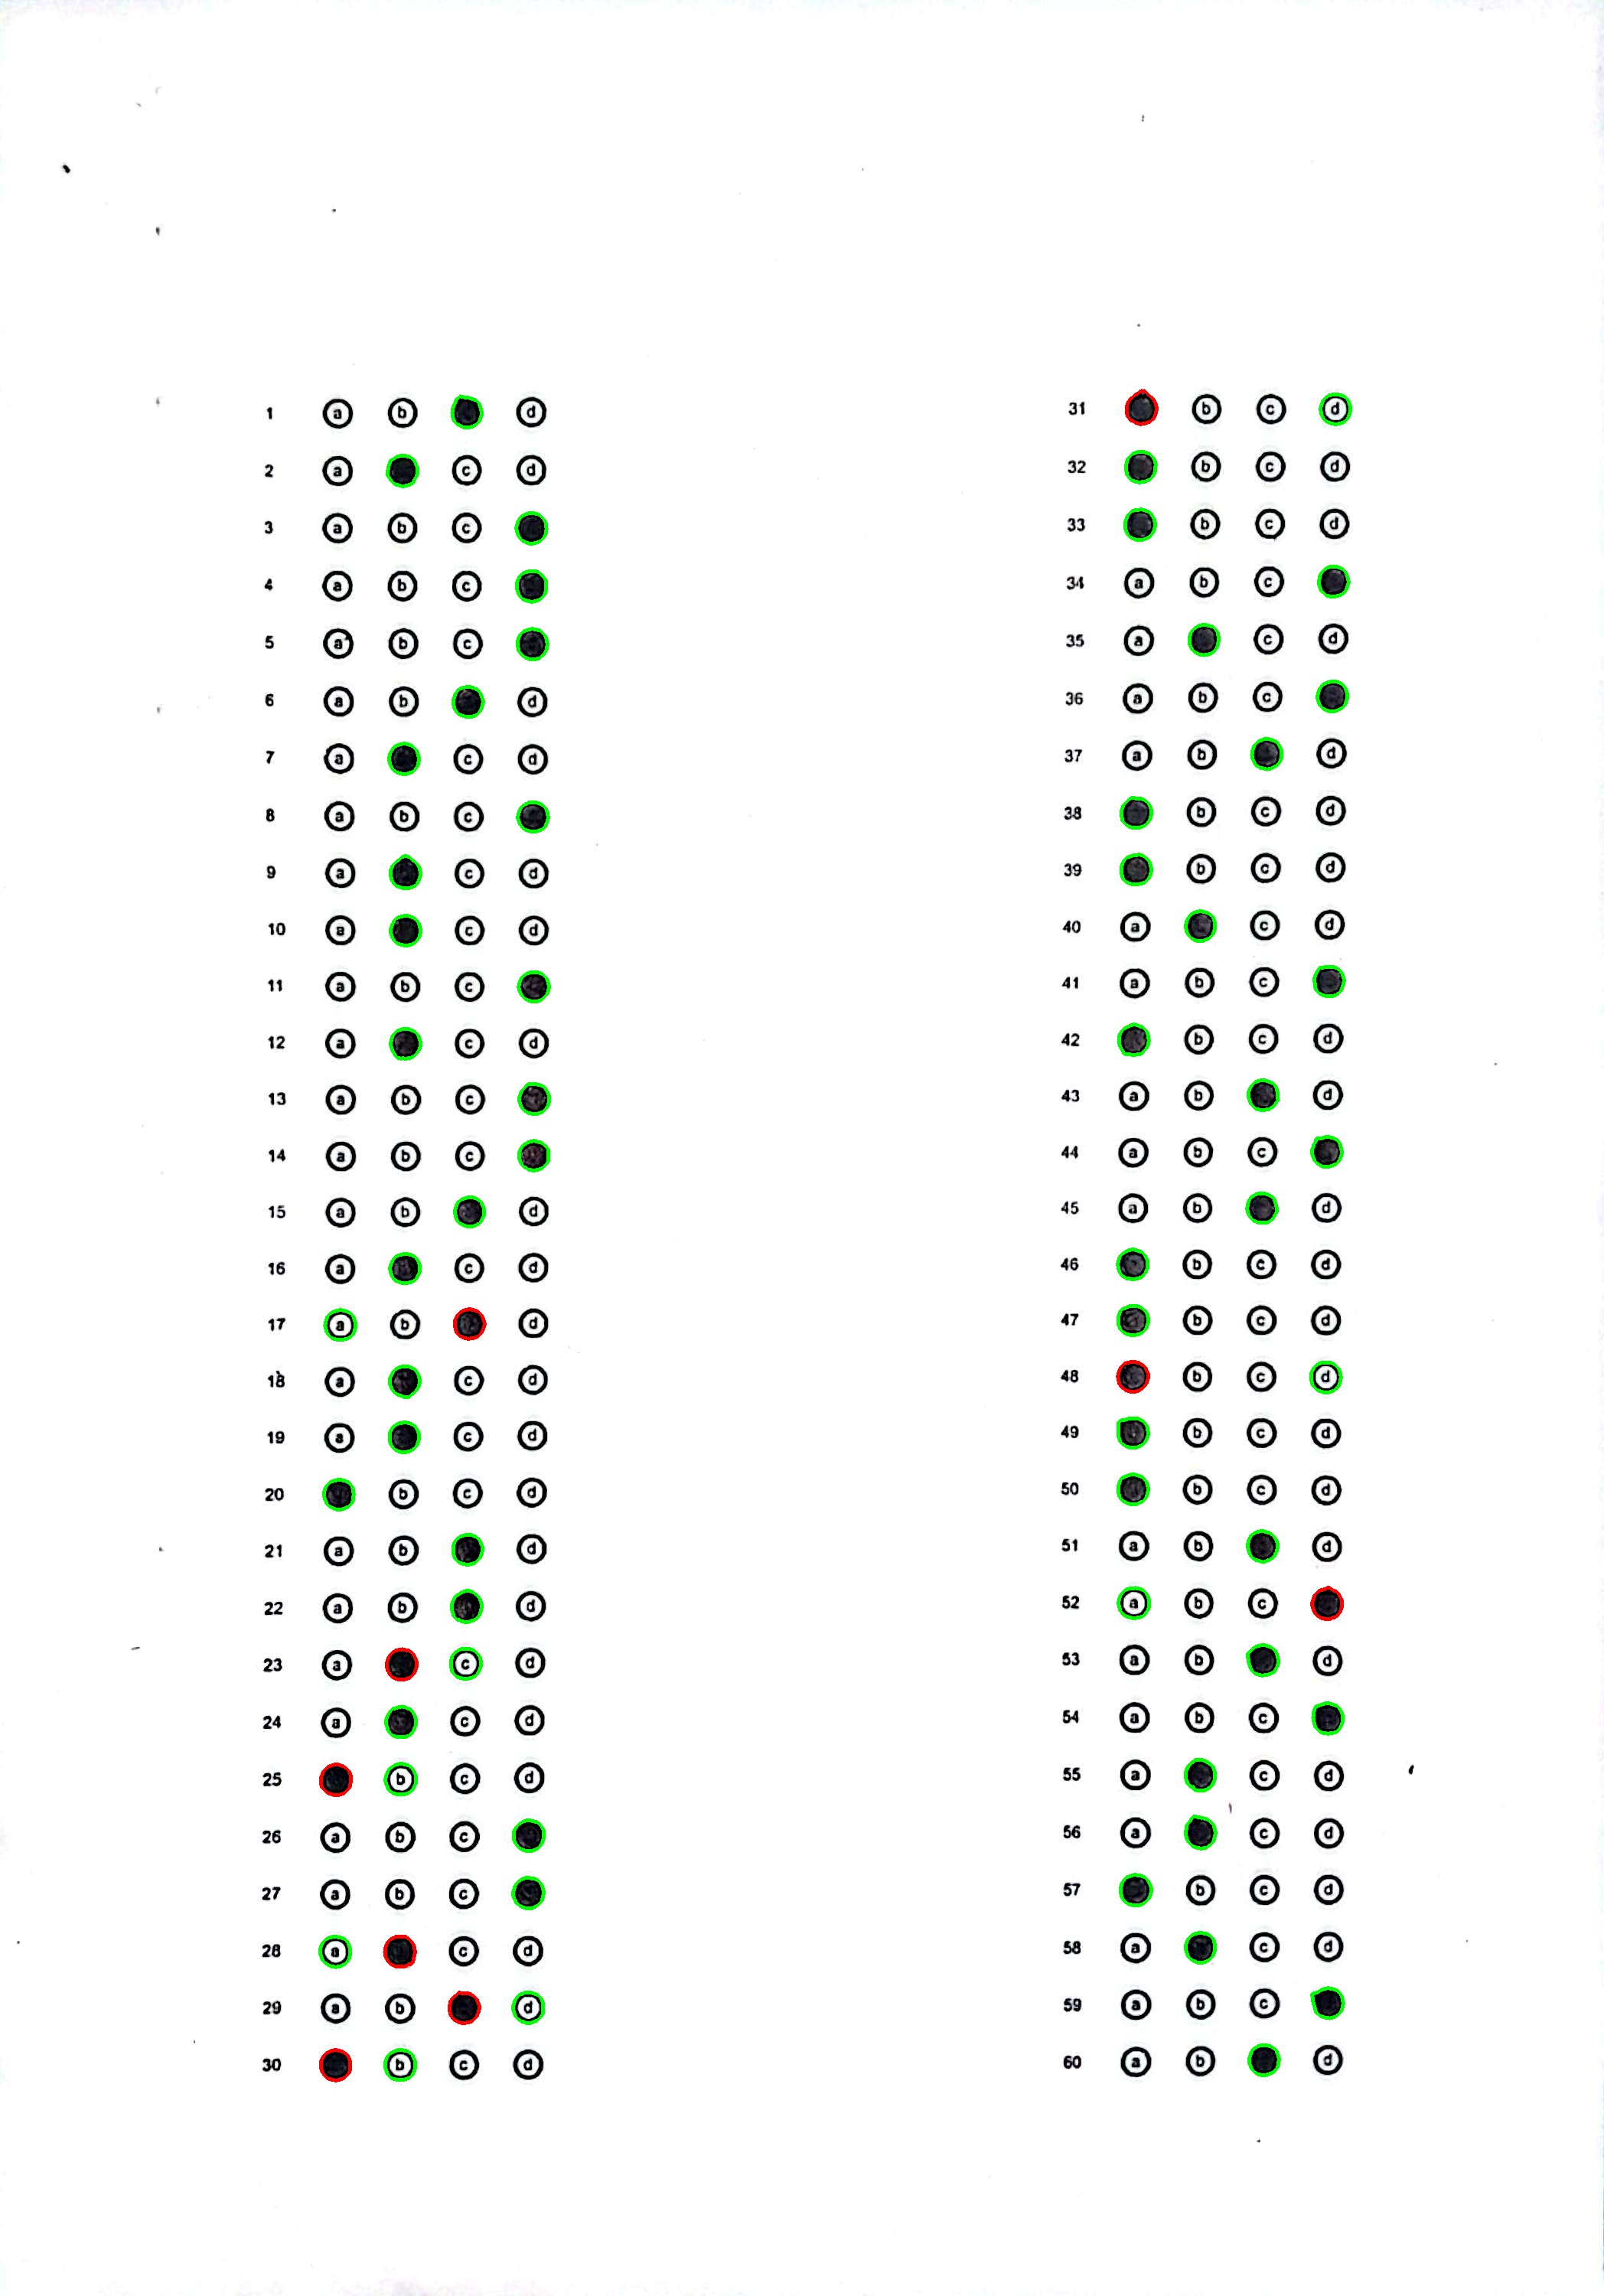 1 a b d
2 a c d
3 a b c
4 a b c
5 a b c
6 a b d
7 a c d
8 a b c
9 a c d
10 a c d
11 a b c
12 a c d
13 a b c
14 a b c
15 a b d
16 a c d
17 a b d
18 a c d
19 a c d
20 b c d
21 a b d
22 a b d
23 a c d
24 a c d
25 b c d
26 a b c
27 a b c
28 a c d
29 a b d
30 b c d
31 b c d
32 b c d
33 b c d
34 a b c
35 a c d
36 a b c
37 a b d
38 b c d
39 b c d
40 a c d
41 a b c
42 b c d
43 a b d
44 a b c
45 a b d
46 b c d
47 b c d
48 b c d
49 b c d
50 b c d
51 a b d
52 a b c
53 a b d
54 a b c
55 a c d
56 a c d
57 b c d
58 a c d
59 a b c
60 a b d